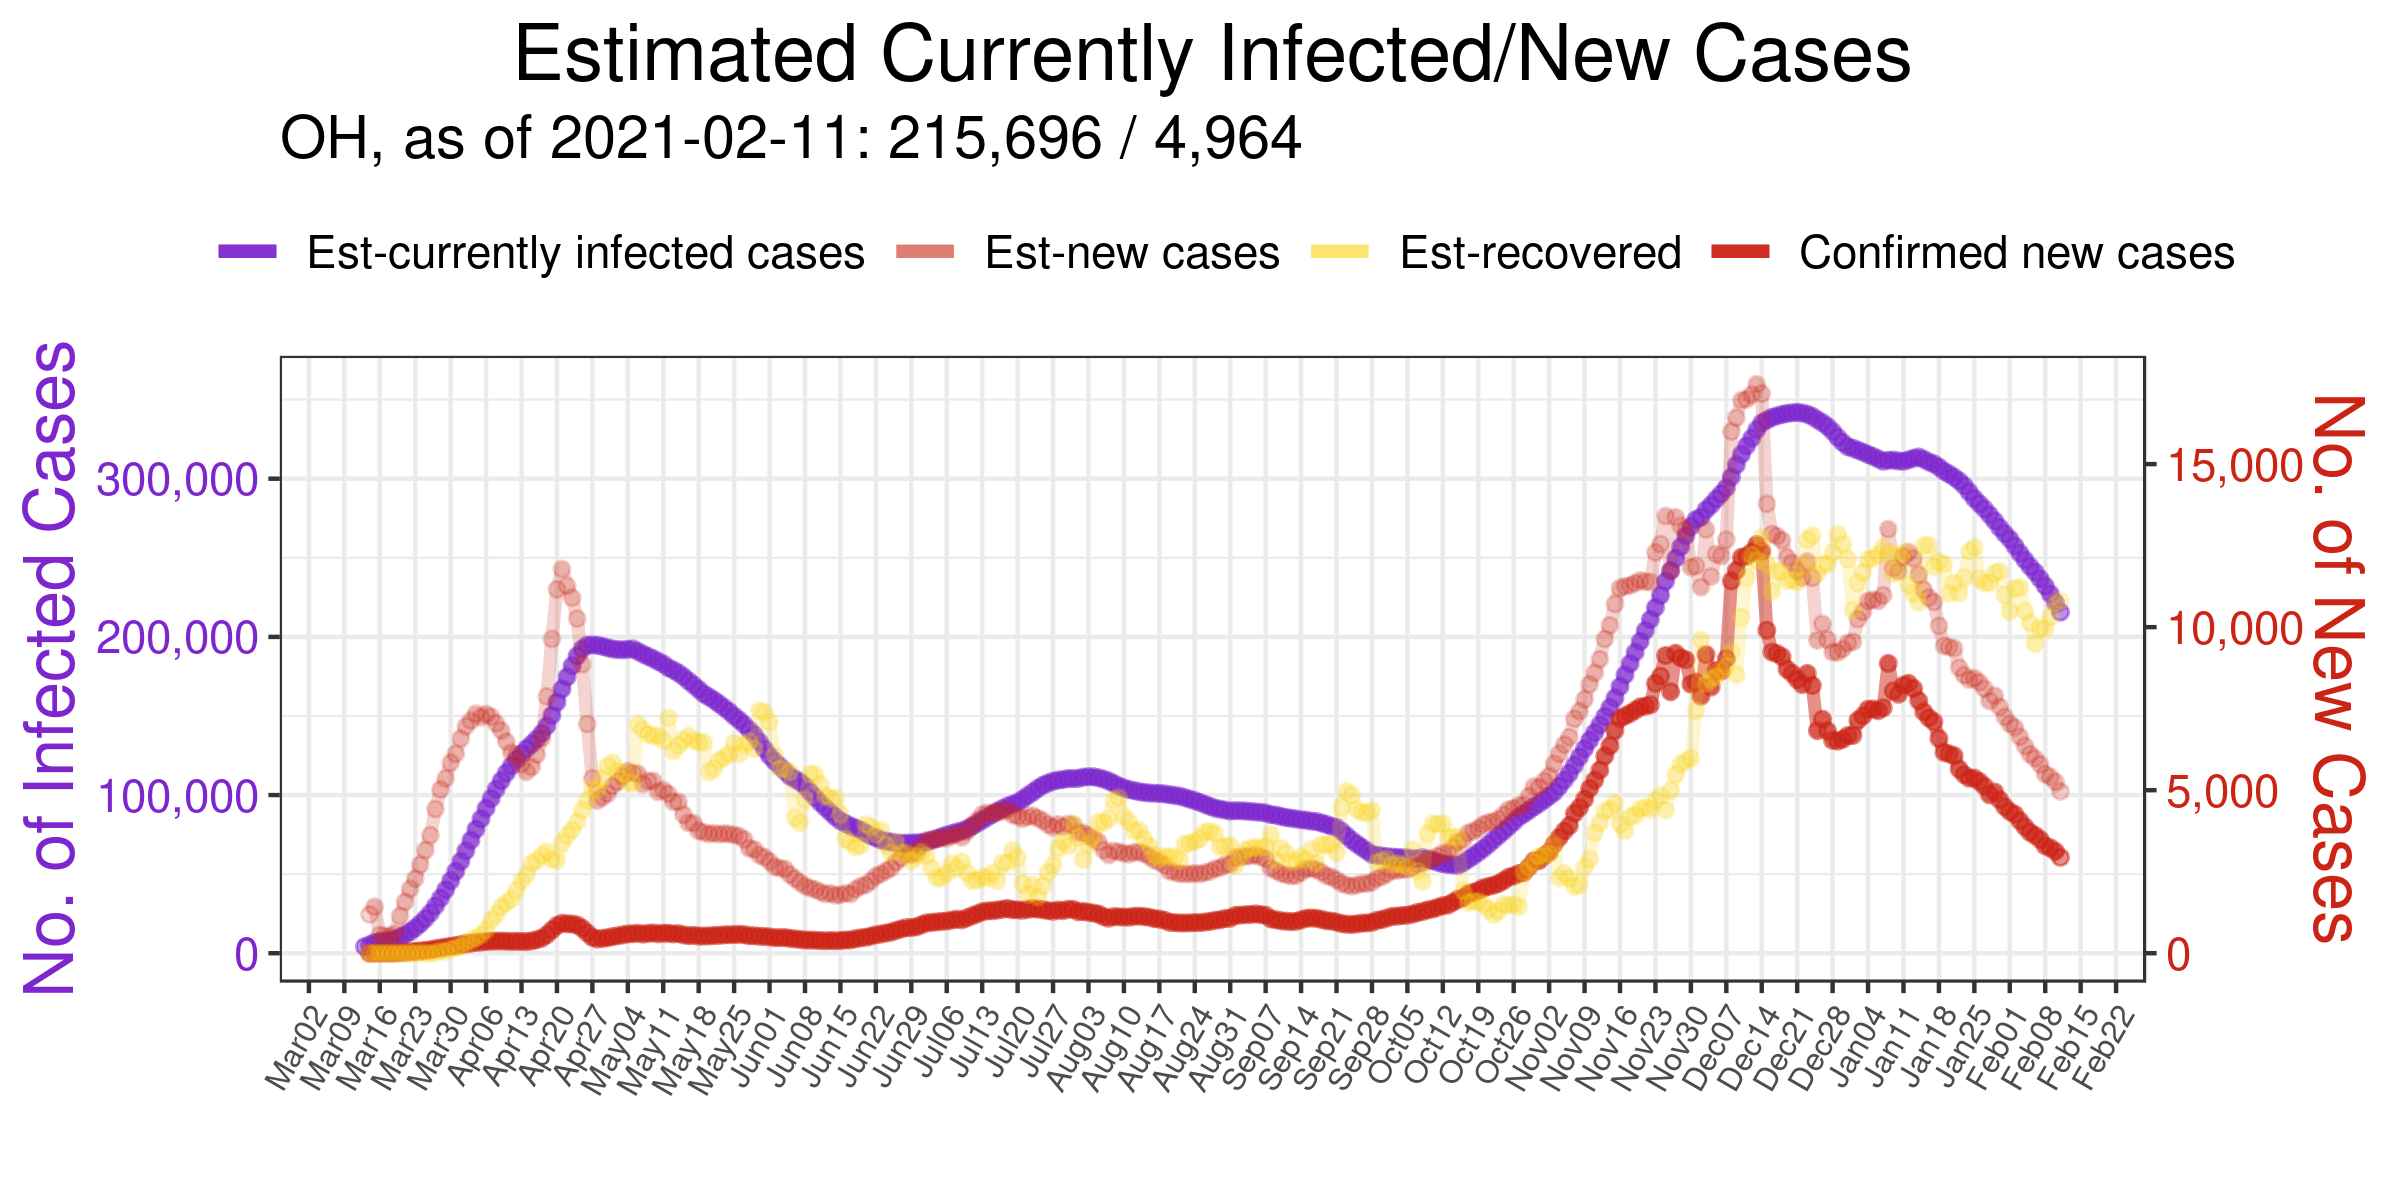 Estimated Currently Infected/New Cases
OH, as of 2021-02-11: 215,696 / 4,964
Est-currently infected cases Est-new cases Est-recovered Confirmed new cases
No. of Infected Cases
300,000
200,000
100,000
0
15,000
10,000
5,000
0
No. of New Cases
Mar02 Mar09 Mar16 Mar23 Mar30 Apr06 Apr13 Apr20 Apr27 May04 May11 May18 May25 Jun01 Jun08 Jun15 Jun22 Jun29 Jul06 Jul13 Jul20 Jul27 Aug03 Aug10 Aug17 Aug24 Aug31 Sep07 Sep14 Sep21 Sep28 Oct05 Oct12 Oct19 Oct26 Nov02 Nov09 Nov16 Nov23 Nov30 Dec07 Dec14 Dec21 Dec28 Jan04 Jan11 Jan18 Jan25 Feb01 Feb08 Feb15 Feb22